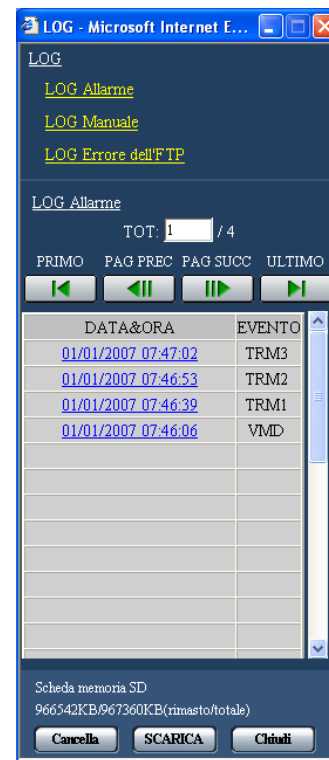 LOG - Microsoft Internet E...
LOG
LOG Allarme
LOG Manuale
LOG Errore dell'FTP
LOG Allarme
TOT: 1 / 4
PRIMO PAG PREC PAG SUCC ULTIMO
DATA&ORA EVENTO
01/01/2007 07:47:02 TRM3
01/01/2007 07:46:53 TRM2
01/01/2007 07:46:39 TRM1
01/01/2007 07:46:06 VMD
Scheda memoria SD
966542KB/967360KB(rimasto/totale)
Cancella SCARICA Chiudi